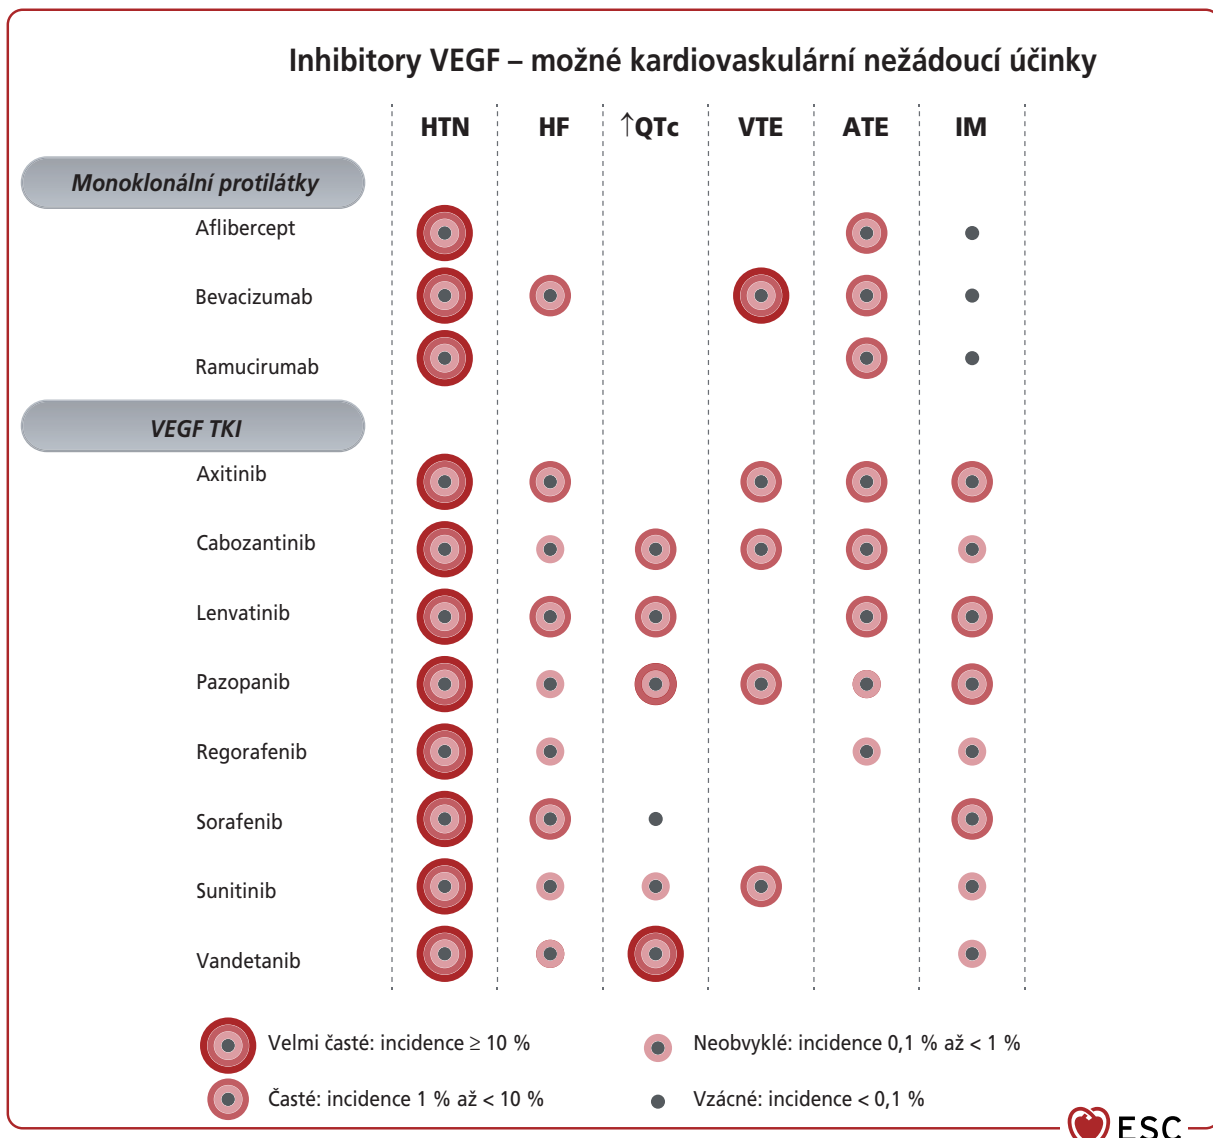 Inhibitory VEGF – možné kardiovaskulární nežádoucí účinky
HTN HF ↑QTc VTE ATE IM
Monoklonální protilátky
Aflibercept
Bevacizumab
Ramucirumab
VEGF TKI
Axitinib
Cabozantinib
Lenvatinib
Pazopanib
Regorafenib
Sorafenib
Sunitinib
Vandetanib
Velmi časté: incidence ≥ 10 % Neobvyklé: incidence 0,1 % až < 1 %
Časté: incidence 1 % až < 10 % Vzácné: incidence < 0,1 %
ESC